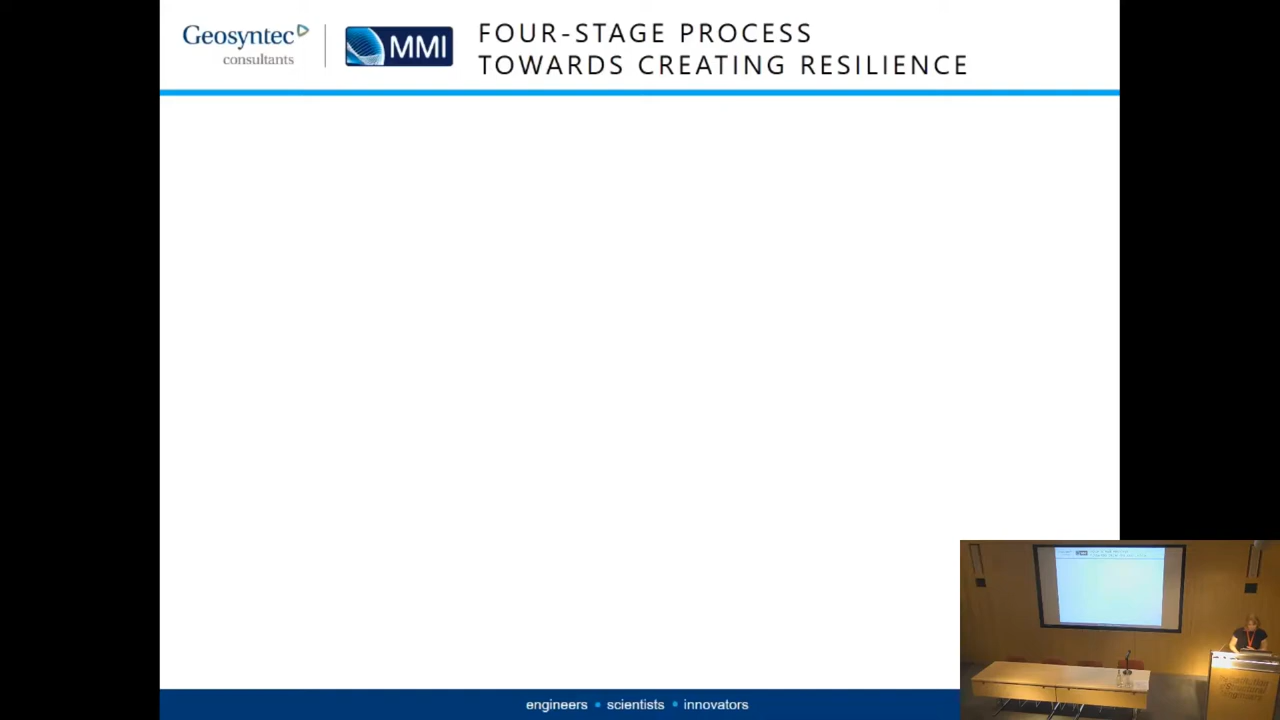 Geosyntec
consultants
MMI
FOUR-STAGE PROCESS
TOWARDS CREATING RESILIENCE
engineers • scientists • innovators